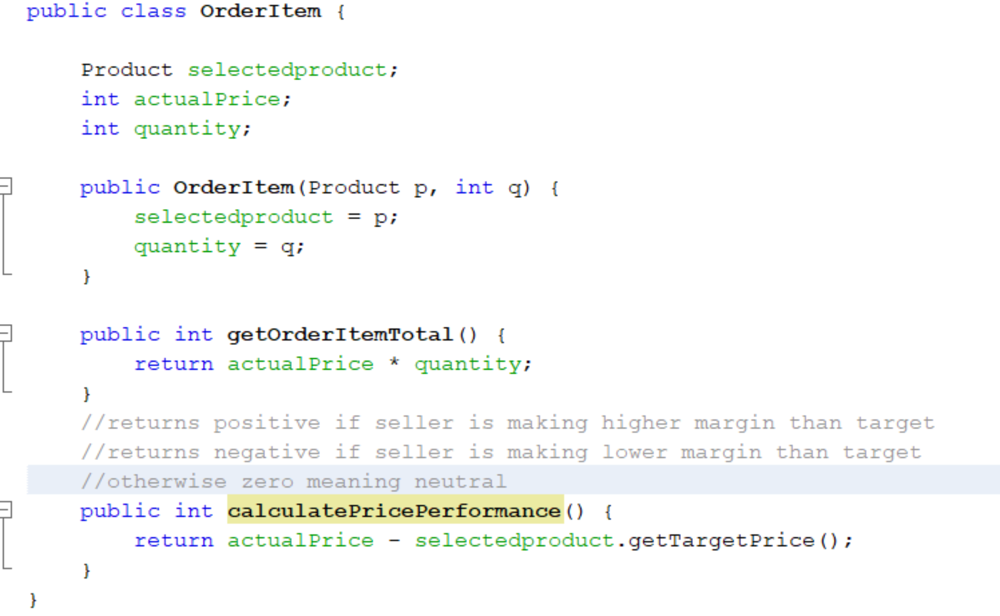 public class OrderItem {
Product selectedproduct;
int actualPrice;
int quantity;
public OrderItem(Product p, int q) {
selectedproduct = p;
quantity = q;
}
public int getOrderItemTotal() {
return actualPrice * quantity;
}
//returns positive if seller is making higher margin than target
//returns negative if seller is making lower margin than target
//otherwise zero meaning neutral
public int calculatePricePerformance() {
return actualPrice - selectedproduct.getTargetPrice();
}
}